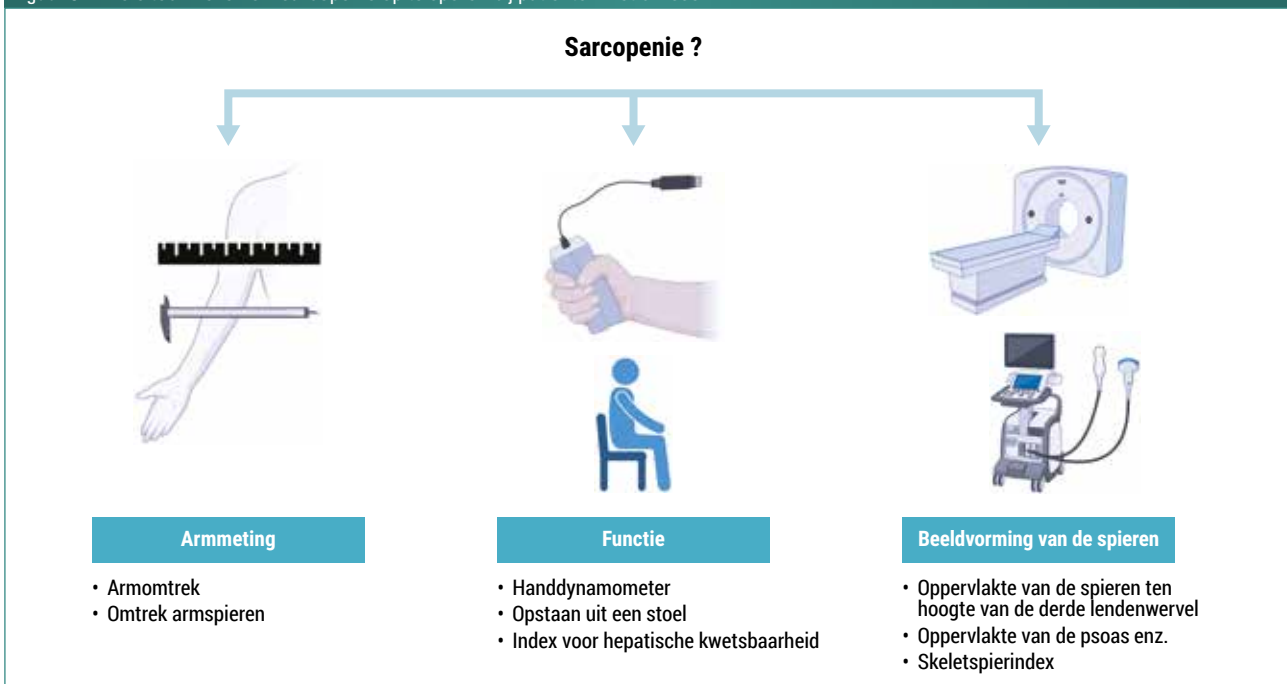 Sarcopenie ?
Armmeting
• Armomtrek
• Omtrek armspieren
Functie
• Handdynamometer
• Opstaan uit een stoel
• Index voor hepatische kwetsbaarheid
Beeldvorming van de spieren
• Oppervlakte van de spieren ten
hoogte van de derde lendenwervel
• Oppervlakte van de psoas enz.
• Skeletspierindex